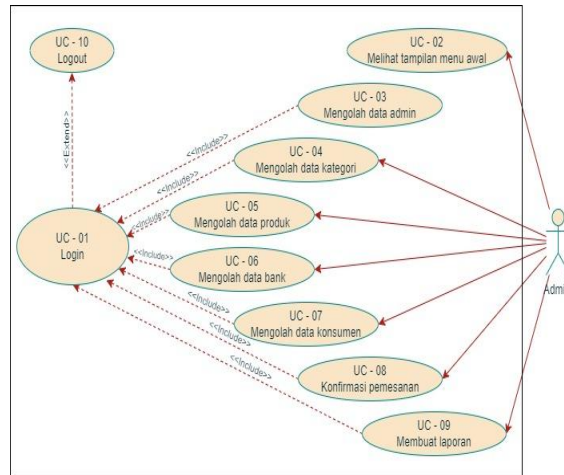 UC - 10
Logout
UC - 02
Melihat tampilan menu awal
<<Extend>>
UC - 03
Mengolah data admin
<<Include>>
UC - 04
Mengolah data kategori
<<Include>>
UC - 05
Mengolah data produk
<<Include>>
UC - 01
Login
UC - 06
Mengolah data bank
<<Include>>
UC - 07
Mengolah data konsumen
<<Include>>
UC - 08
Konfirmasi pemesanan
<<Include>>
UC - 09
Membuat laporan
<<Include>>
Admi